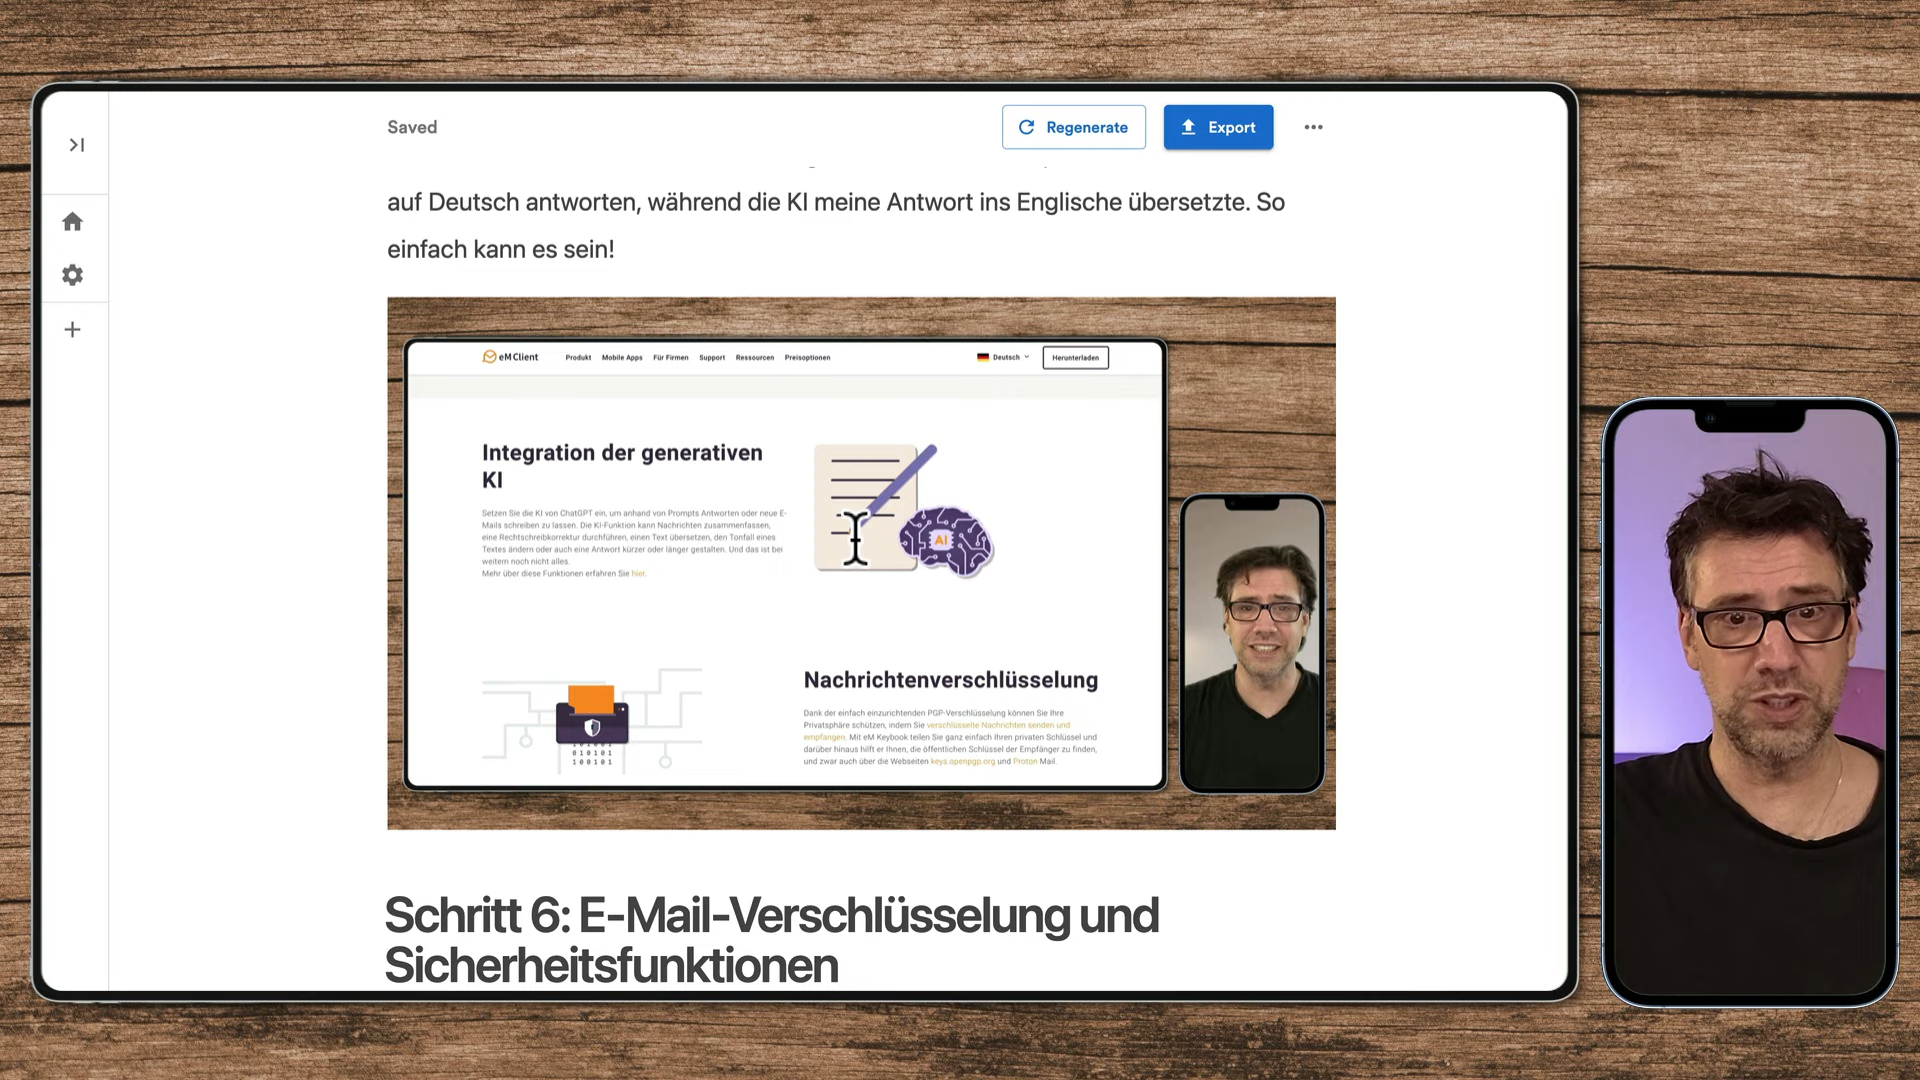 Saved
Regenerate
Export
auf Deutsch antworten, während die KI meine Antwort ins Englische übersetzte. So
einfach kann es sein!
eM Client
Produkt Mobile Apps Für Firmen Support Ressourcen Preisoptionen
Deutsch
Herunterladen
Integration der generativen
KI
Setzen Sie die KI von ChatGPT ein, um anhand von Prompts Antworten oder neue E-
Mails schreiben zu lassen. Die KI-Funktion kann Nachrichten zusammenfassen,
eine Rechtschreibkorrektur durchführen, einen Text übersetzen, den Tonfall eines
Textes ändern oder auch eine Antwort kürzer oder länger gestalten. Und das ist bei
weitem noch nicht alles.
Mehr über diese Funktionen erfahren Sie hier.
AI
Nachrichtenverschlüsselung
Dank der einfach einzurichtenden PGP-Verschlüsselung können Sie Ihre
Privatsphäre schützen, indem Sie verschlüsselte Nachrichten senden und
empfangen. Mit eM Keybook teilen Sie ganz einfach Ihren privaten Schlüssel und
darüber hinaus hilft er Ihnen, die öffentlichen Schlüssel der Empfänger zu finden,
und zwar auch über die Webseiten keys.openpgp.org und Proton Mail.
010101
100101
Schritt 6: E-Mail-Verschlüsselung und
Sicherheitsfunktionen